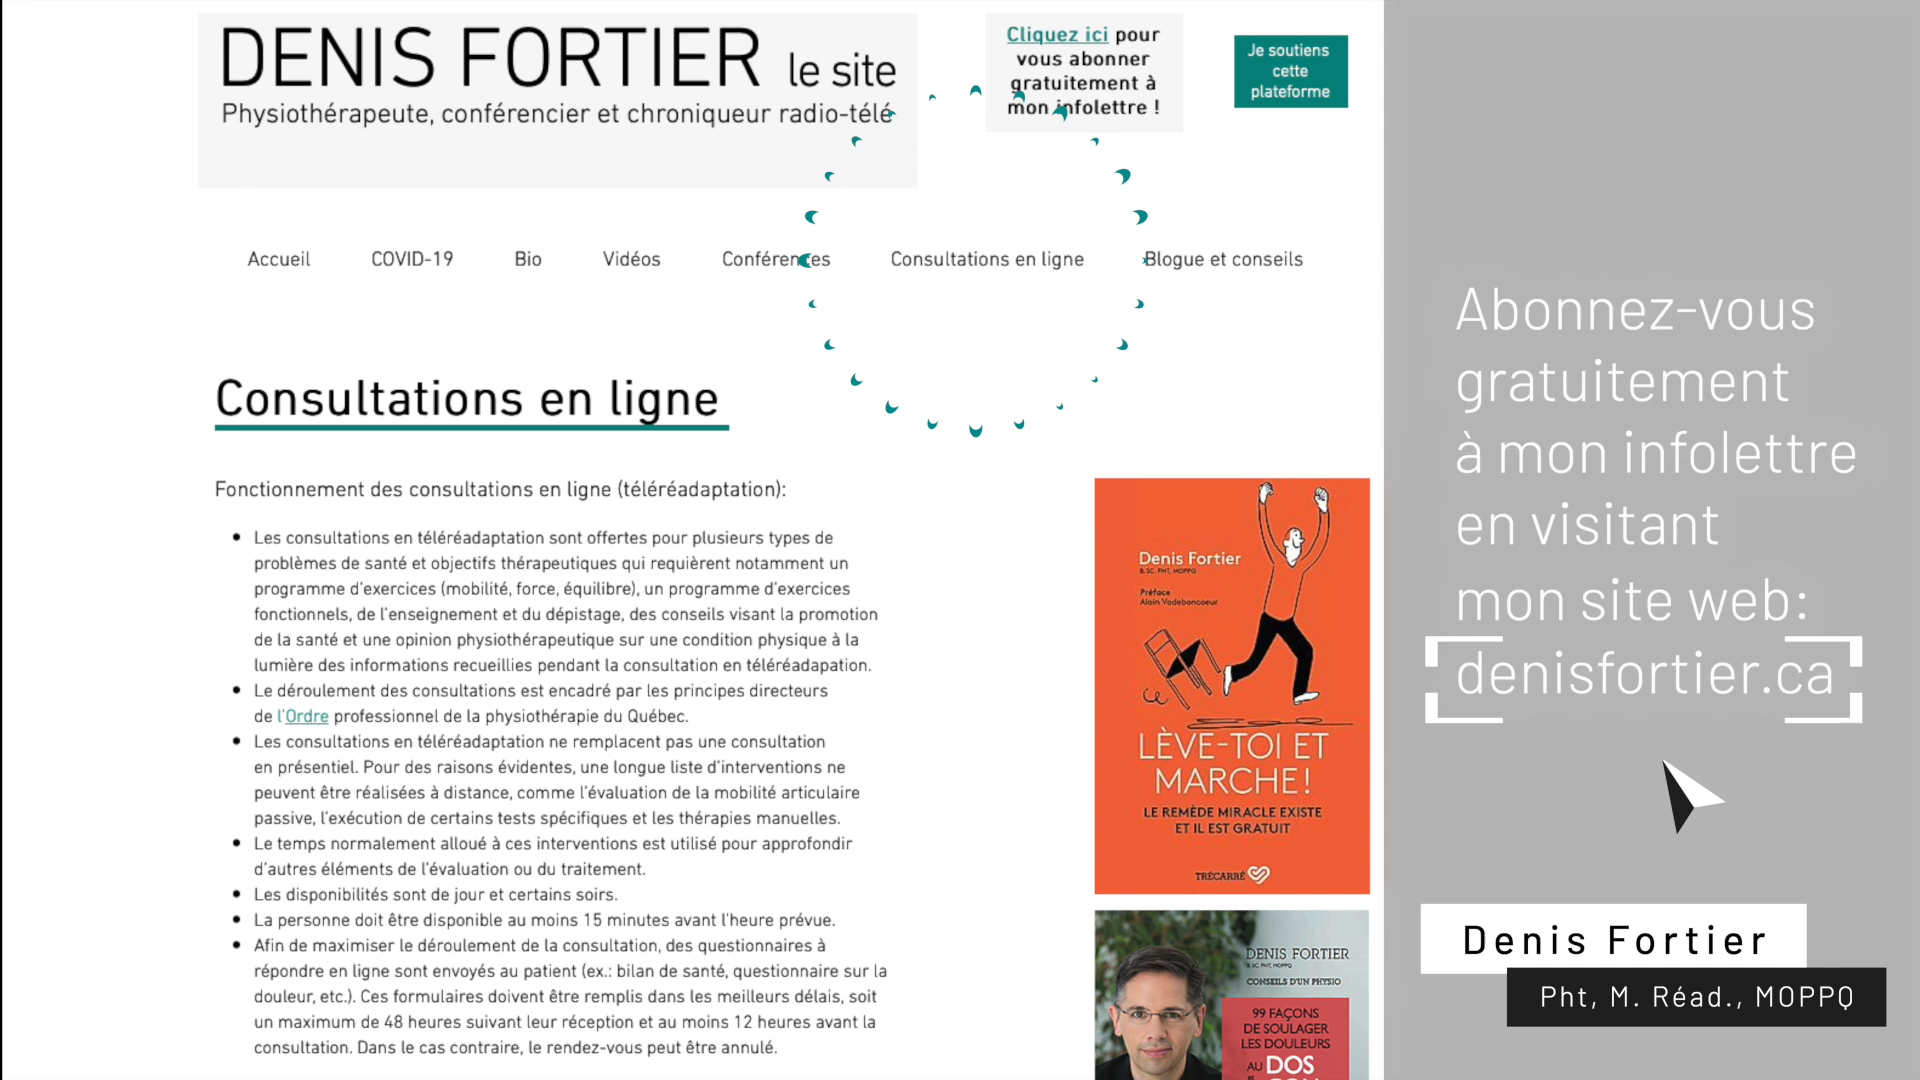 DENIS FORTIER le site
Physiothérapeute, conférencier et chroniqueur radio-télé
Cliquez ici pour
vous abonner
gratuitement à
mon infolettre !
Je soutiens
cette
plateforme
Accueil COVID-19 Bio Vidéos Conférences Consultations en ligne Blogue et conseils
Consultations en ligne
Fonctionnement des consultations en ligne (téléréadaptation):
• Les consultations en téléréadaptation sont offertes pour plusieurs types de
problèmes de santé et objectifs thérapeutiques qui requièrent notamment un
programme d'exercices (mobilité, force, équilibre), un programme d'exercices
fonctionnels, de l'enseignement et du dépistage, des conseils visant la promotion
de la santé et une opinion physiothérapeutique sur une condition physique à la
lumière des informations recueillies pendant la consultation en téléréadapation.
• Le déroulement des consultations est encadré par les principes directeurs
de l'Ordre professionnel de la physiothérapie du Québec.
• Les consultations en téléréadaptation ne remplacent pas une consultation
en présentiel. Pour des raisons évidentes, une longue liste d'interventions ne
peuvent être réalisées à distance, comme l'évaluation de la mobilité articulaire
passive, l'exécution de certains tests spécifiques et les thérapies manuelles.
• Le temps normalement alloué à ces interventions est utilisé pour approfondir
d'autres éléments de l'évaluation ou du traitement.
• Les disponibilités sont de jour et certains soirs.
• La personne doit être disponible au moins 15 minutes avant l'heure prévue.
• Afin de maximiser le déroulement de la consultation, des questionnaires à
répondre en ligne sont envoyés au patient (ex.: bilan de santé, questionnaire sur la
douleur, etc.). Ces formulaires doivent être remplis dans les meilleurs délais, soit
un maximum de 48 heures suivant leur réception et au moins 12 heures avant la
consultation. Dans le cas contraire, le rendez-vous peut être annulé.
Denis Fortier
B.SC. PHT, MOPPQ
Préface
Alain Vadeboncoeur
LÈVE-TOI ET
MARCHE!
LE REMÈDE MIRACLE EXISTE
ET IL EST GRATUIT
TRÉCARRÉ
DENIS FORTIER
B.SC. PHT, MOPPQ
CONSEILS D'UN PHYSIO
99 FAÇONS
DE SOULAGER
LES DOULEURS
AU DOS
Abonnez-vous
gratuitement
à mon infolettre
en visitant
mon site web:
denisfortier.ca
Denis Fortier
Pht, M. Réad., MOPPQ